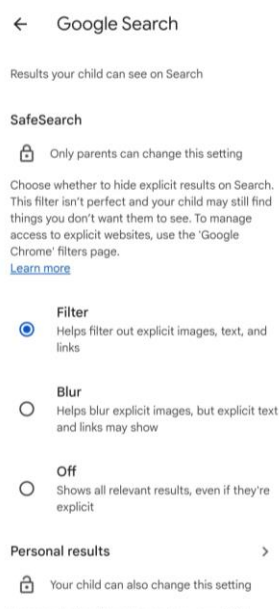 Google Search
Results your child can see on Search
SafeSearch
Only parents can change this setting
Choose whether to hide explicit results on Search.
This filter isn't perfect and your child may still find
things you don't want them to see. To manage
access to explicit websites, use the 'Google
Chrome' filters page.
Learn more
Filter
Helps filter out explicit images, text, and
links
Blur
Helps blur explicit images, but explicit text
and links may show
Off
Shows all relevant results, even if they're
explicit
Personal results
Your child can also change this setting